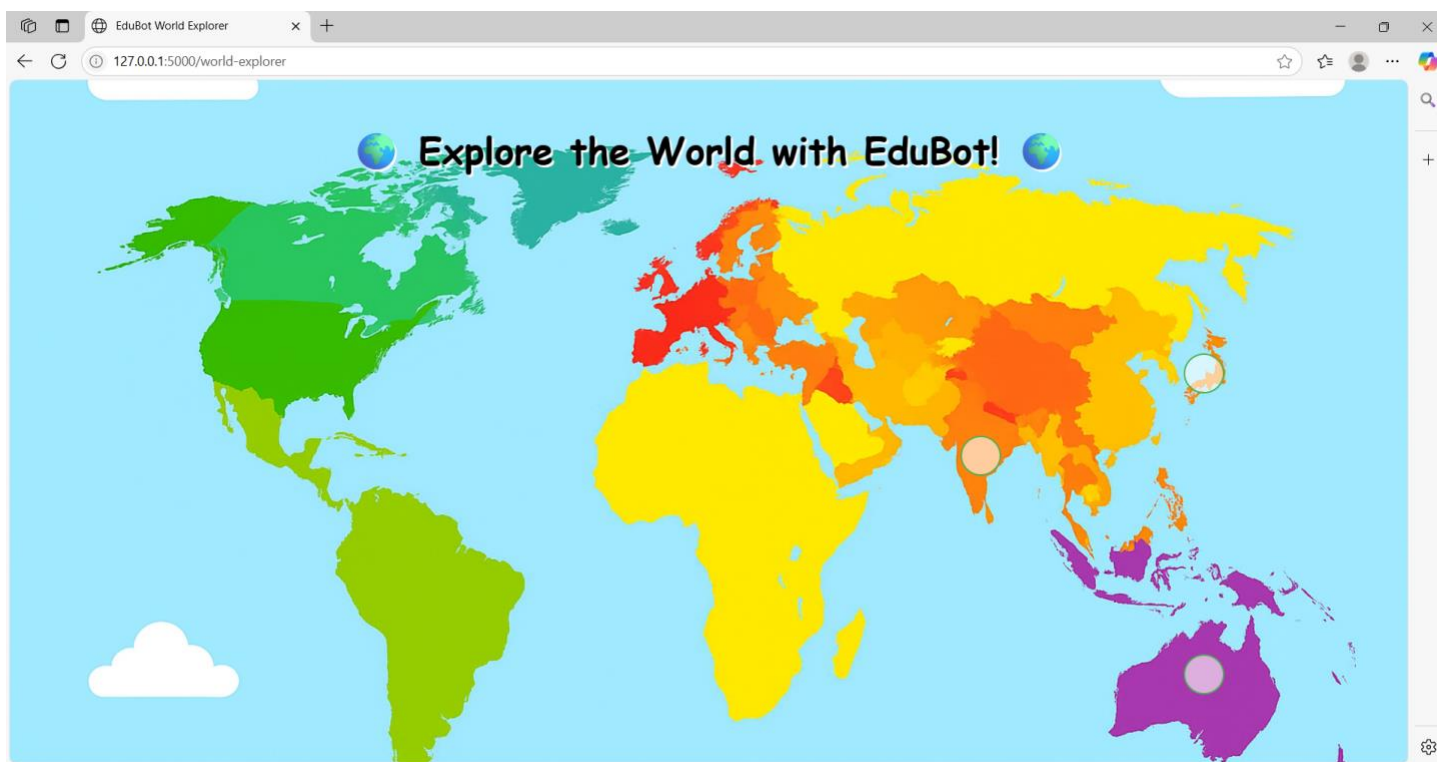 EduBot World Explorer
127.0.0.1:5000/world-explorer
🌍 Explore the World with EduBot! 🌍